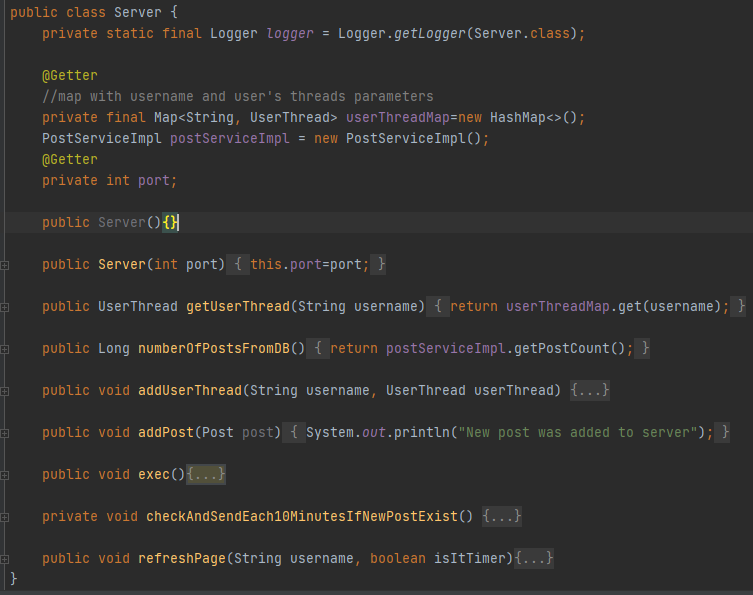 public class Server {
private static final Logger logger = Logger.getLogger(Server.class);
@Getter
//map with username and user's threads parameters
private final Map<String, UserThread> userThreadMap=new HashMap<>();
PostServiceImpl postServiceImpl = new PostServiceImpl();
@Getter
private int port;
public Server(){}
public Server(int port) { this.port=port; }
public UserThread getUserThread(String username) { return userThreadMap.get(username); }
public Long numberOfPostsFromDB() { return postServiceImpl.getPostCount(); }
public void addUserThread(String username, UserThread userThread) {...}
public void addPost(Post post) { System.out.println("New post was added to server"); }
public void exec(){...}
private void checkAndSendEach10MinutesIfNewPostExist() {...}
public void refreshPage(String username, boolean isItTimer){...}
}